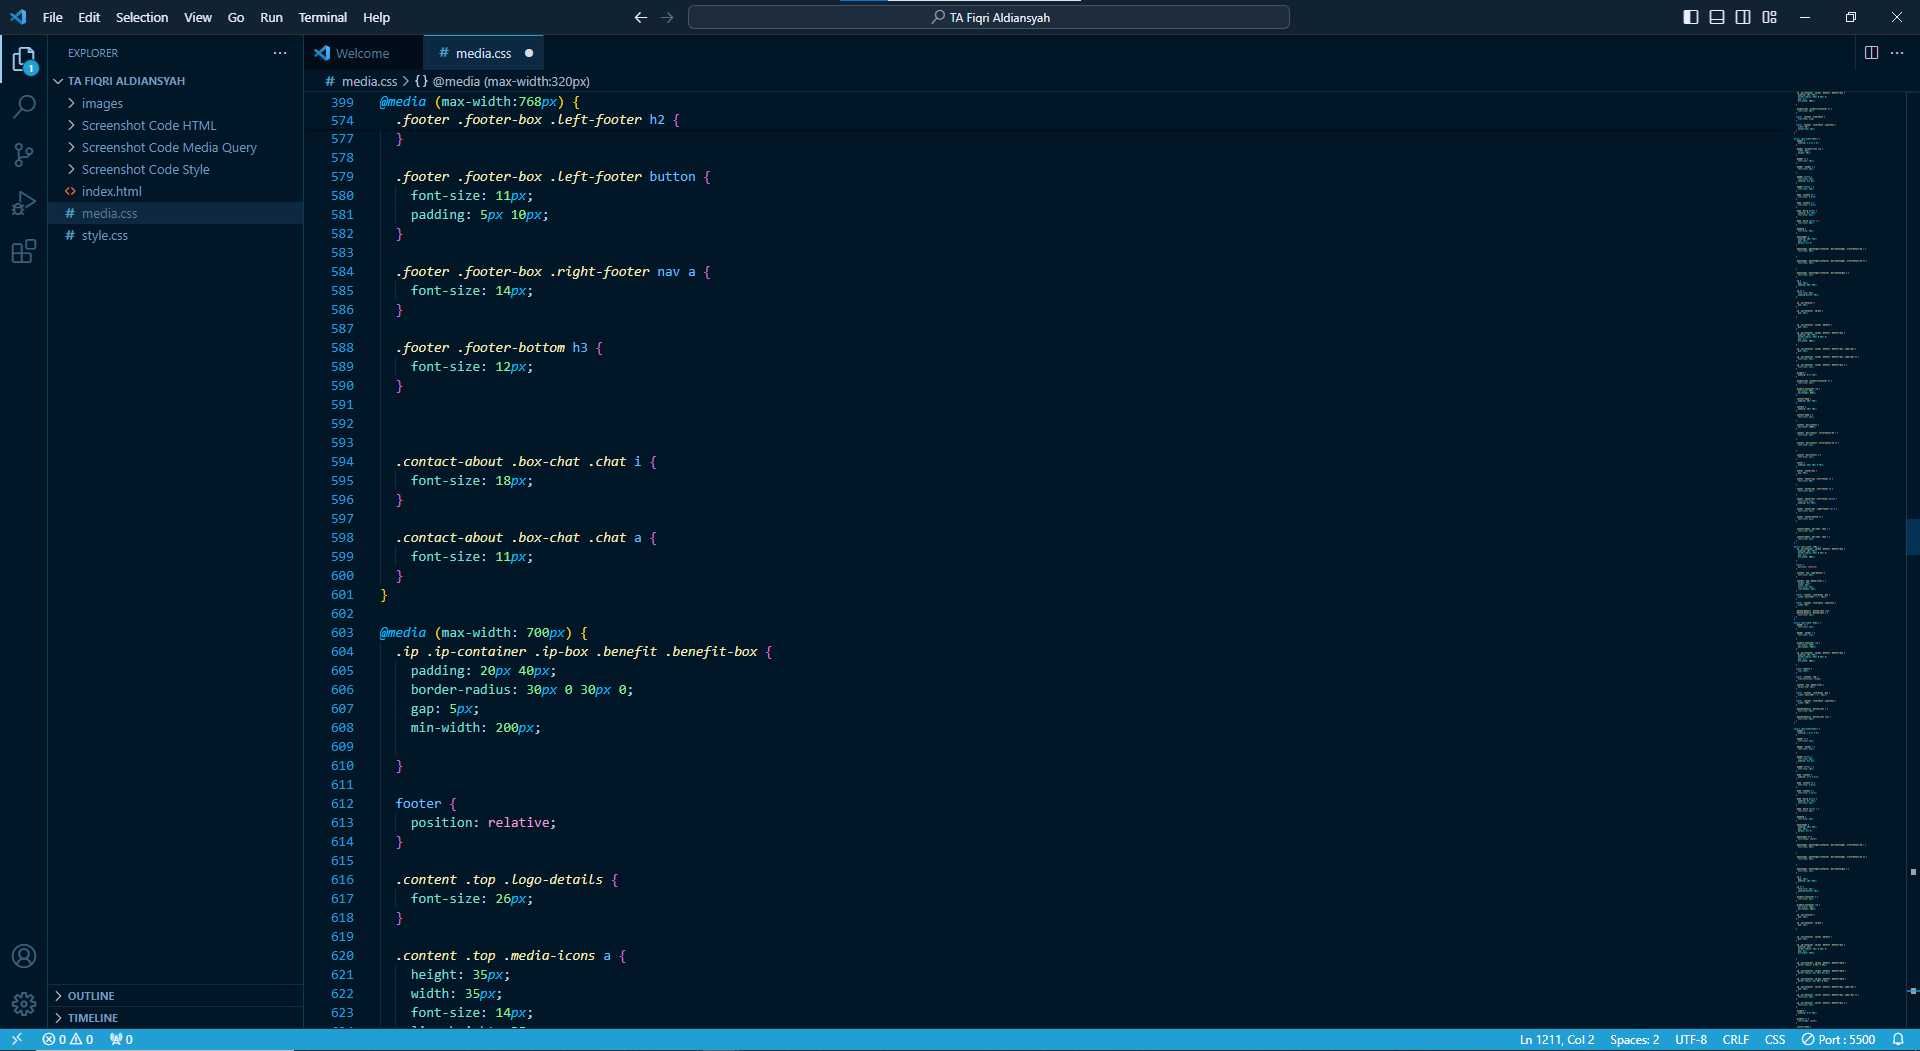 File Edit Selection View Go Run Terminal Help
TA Fiqri Aldiansyah
EXPLORER
1
TA FIQRI ALDIANSYAH
images
Screenshot Code HTML
Screenshot Code Media Query
Screenshot Code Style
<> index.html
# media.css
# style.css
OUTLINE
TIMELINE
Welcome
# media.css
# media.css > {} @media (max-width:320px)
399 @media (max-width:768px) {
574 .footer .footer-box .left-footer h2 {
577 }
578
579 .footer .footer-box .left-footer button {
580 font-size: 11px;
581 padding: 5px 10px;
582 }
583
584 .footer .footer-box .right-footer nav a {
585 font-size: 14px;
586 }
587
588 .footer .footer-bottom h3 {
589 font-size: 12px;
590 }
591
592
593
594 .contact-about .box-chat .chat i {
595 font-size: 18px;
596 }
597
598 .contact-about .box-chat .chat a {
599 font-size: 11px;
600 }
601 }
602
603 @media (max-width: 700px) {
604 .ip .ip-container .ip-box .benefit .benefit-box {
605 padding: 20px 40px;
606 border-radius: 30px 0 30px 0;
607 gap: 5px;
608 min-width: 200px;
609
610 }
611
612 footer {
613 position: relative;
614 }
615
616 .content .top .logo-details {
617 font-size: 26px;
618 }
619
620 .content .top .media-icons a {
621 height: 35px;
622 width: 35px;
623 font-size: 14px;
0 0 0
Ln 1211, Col 2 Spaces: 2 UTF-8 CRLF CSS Port : 5500